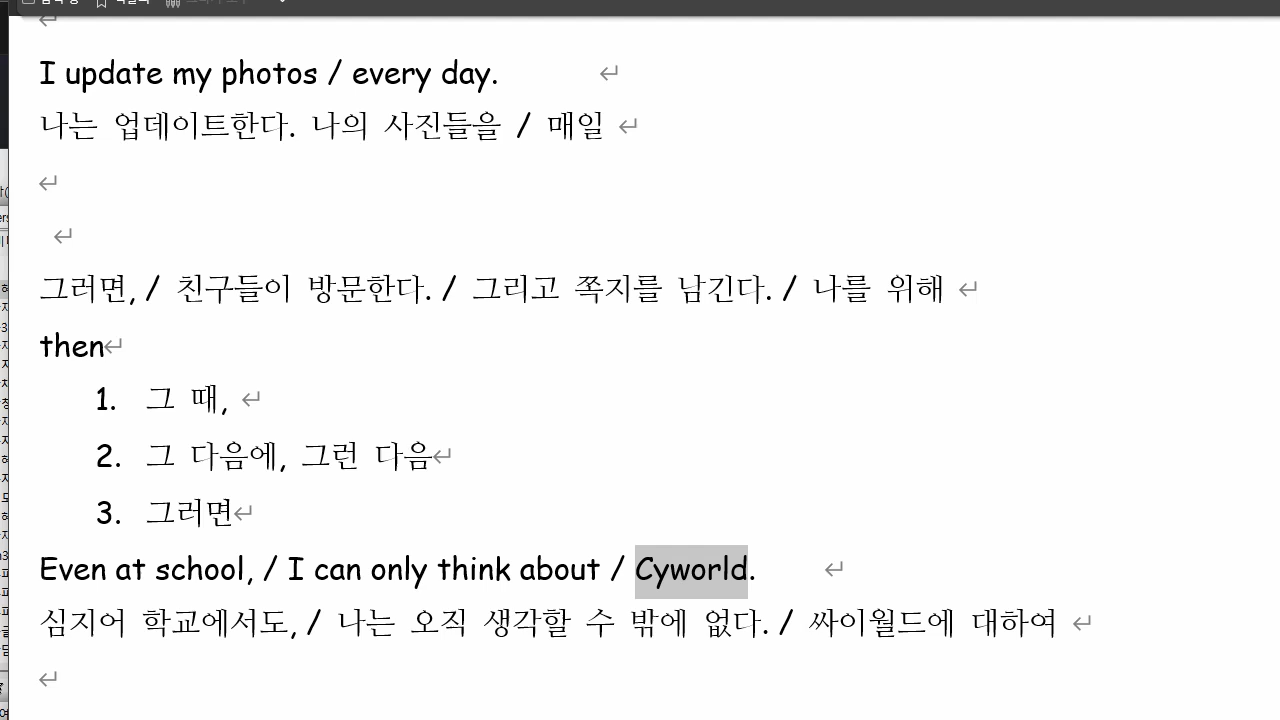 I update my photos / every day.
나는 업데이트한다. 나의 사진들을 / 매일
그러면, / 친구들이 방문한다. / 그리고 쪽지를 남긴다. / 나를 위해
then
1. 그 때,
2. 그 다음에, 그런 다음
3. 그러면
Even at school, / I can only think about / Cyworld.
심지어 학교에서도, / 나는 오직 생각할 수 밖에 없다. / 싸이월드에 대하여